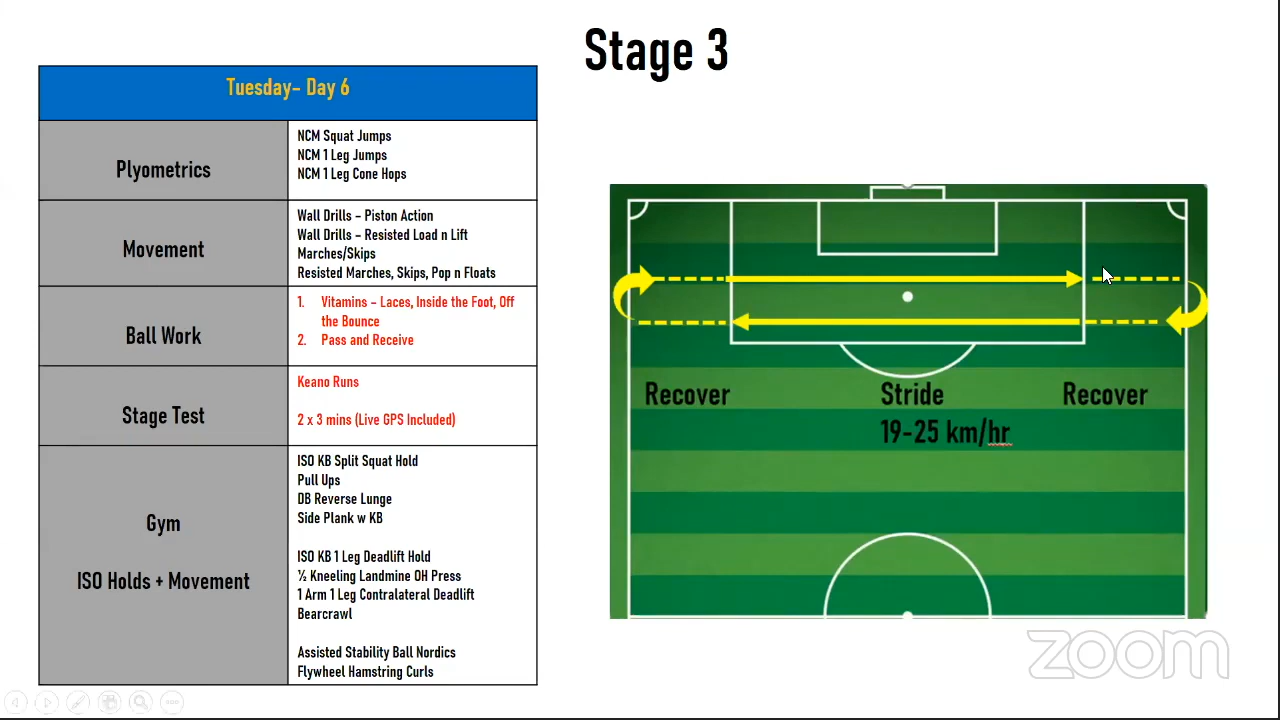 Stage 3
Tuesday- Day 6
Plyometrics
NCM Squat Jumps
NCM 1 Leg Jumps
NCM 1 Leg Cone Hops
Movement
Wall Drills - Piston Action
Wall Drills - Resisted Load n Lift
Marches/Skips
Resisted Marches, Skips, Pop n Floats
Ball Work
1. Vitamins - Laces, Inside the Foot, Off
the Bounce
2. Pass and Receive
Stage Test
Keano Runs
2 x 3 mins (Live GPS Included)
Gym
ISO Holds + Movement
ISO KB Split Squat Hold
Pull Ups
DB Reverse Lunge
Side Plank w KB
ISO KB 1 Leg Deadlift Hold
½ Kneeling Landmine OH Press
1 Arm 1 Leg Contralateral Deadlift
Bearcrawl
Assisted Stability Ball Nordics
Flywheel Hamstring Curls
Recover
Stride
Recover
19-25 km/hr
zoom